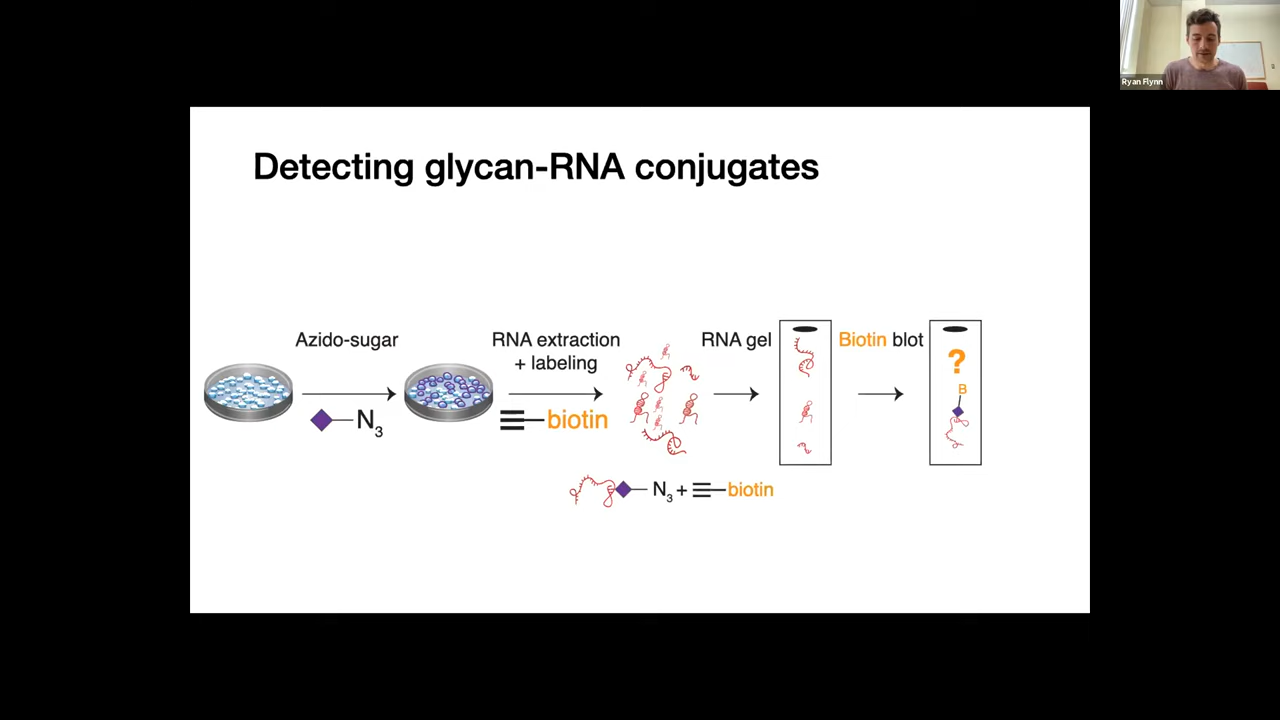 Ryan Flynn
Detecting glycan-RNA conjugates
Azido-sugar
N3
RNA extraction
+ labeling
biotin
RNA gel
Biotin blot
?
B
N3 + biotin